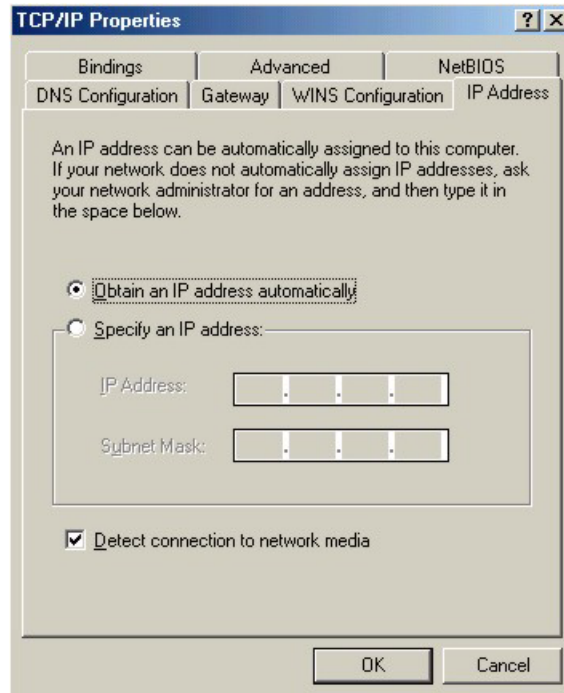 TCP/IP Properties
? X
Bindings Advanced NetBIOS
DNS Configuration Gateway WINS Configuration IP Address
An IP address can be automatically assigned to this computer.
If your network does not automatically assign IP addresses, ask
your network administrator for an address, and then type it in
the space below.
Obtain an IP address automatically
Specify an IP address:
IP Address:
. . .
Subnet Mask:
. . .
Detect connection to network media
OK Cancel